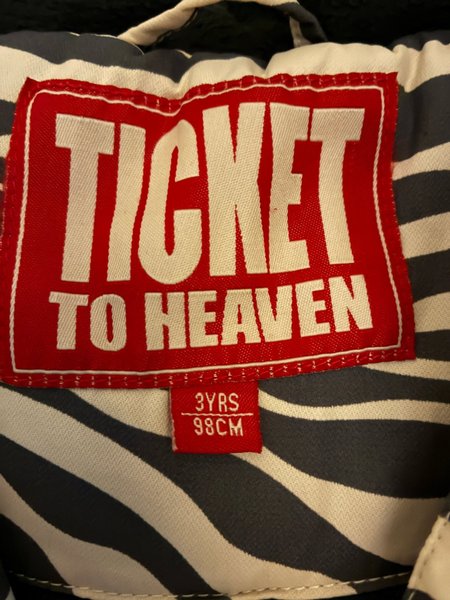 TICKET
TO HEAVEN
3YRS
98CM